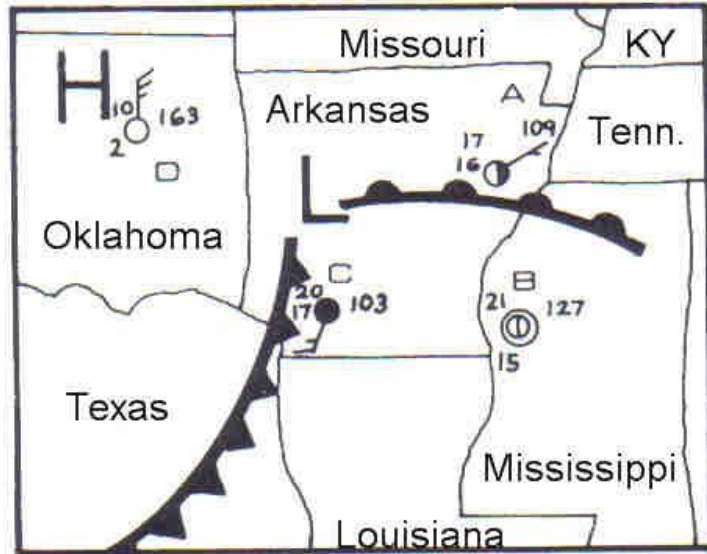 Missouri KY
H 10 163
2
Arkansas A
109
17
16
Tenn.
L
Oklahoma
C
20 103
17
B
21 127
15
Texas
Mississippi
Louisiana